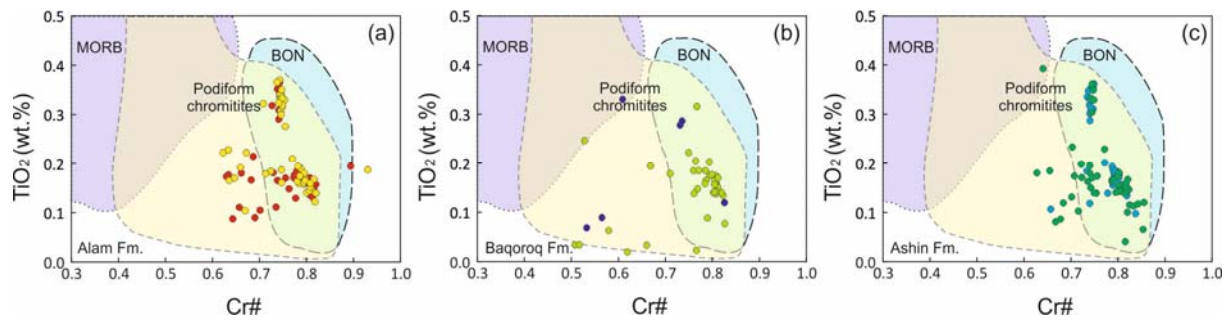 (a)
MORB
BON
Podiform
chromitites
Alam Fm.
TiO₂ (wt.%)
0.5
0.4
0.3
0.2
0.1
0.0
0.3 0.4 0.5 0.6 0.7 0.8 0.9 1.0
Cr#
(b)
MORB
BON
Podiform
chromitites
Baqoroq Fm.
TiO₂ (wt.%)
0.5
0.4
0.3
0.2
0.1
0.0
0.3 0.4 0.5 0.6 0.7 0.8 0.9 1.0
Cr#
(c)
MORB
BON
Podiform
chromitites
Ashin Fm.
TiO₂ (wt.%)
0.5
0.4
0.3
0.2
0.1
0.0
0.3 0.4 0.5 0.6 0.7 0.8 0.9 1.0
Cr#